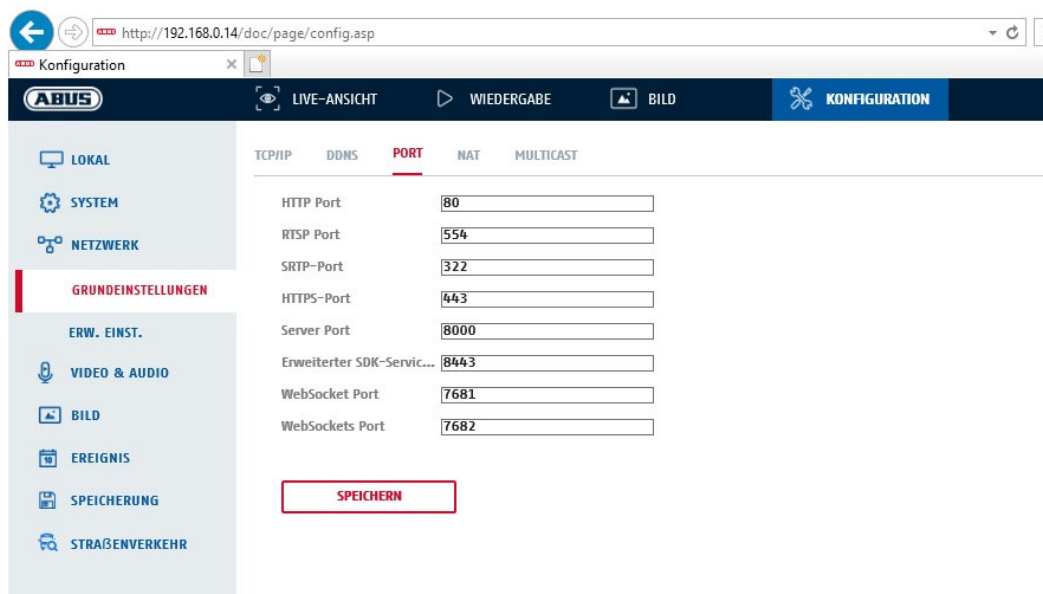 http://192.168.0.14/doc/page/config.asp
Konfiguration
ABUS
LIVE-ANSICHT
WIEDERGABE
BILD
KONFIGURATION
LOKAL
SYSTEM
NETZWERK
GRUNDEINSTELLUNGEN
ERW. EINST.
VIDEO & AUDIO
BILD
EREIGNIS
SPEICHERUNG
STRAßENVERKEHR
TCP/IP DDNS PORT NAT MULTICAST
HTTP Port 80
RTSP Port 554
SRTP-Port 322
HTTPS-Port 443
Server Port 8000
Erweiterter SDK-Servic... 8443
WebSocket Port 7681
WebSockets Port 7682
SPEICHERN